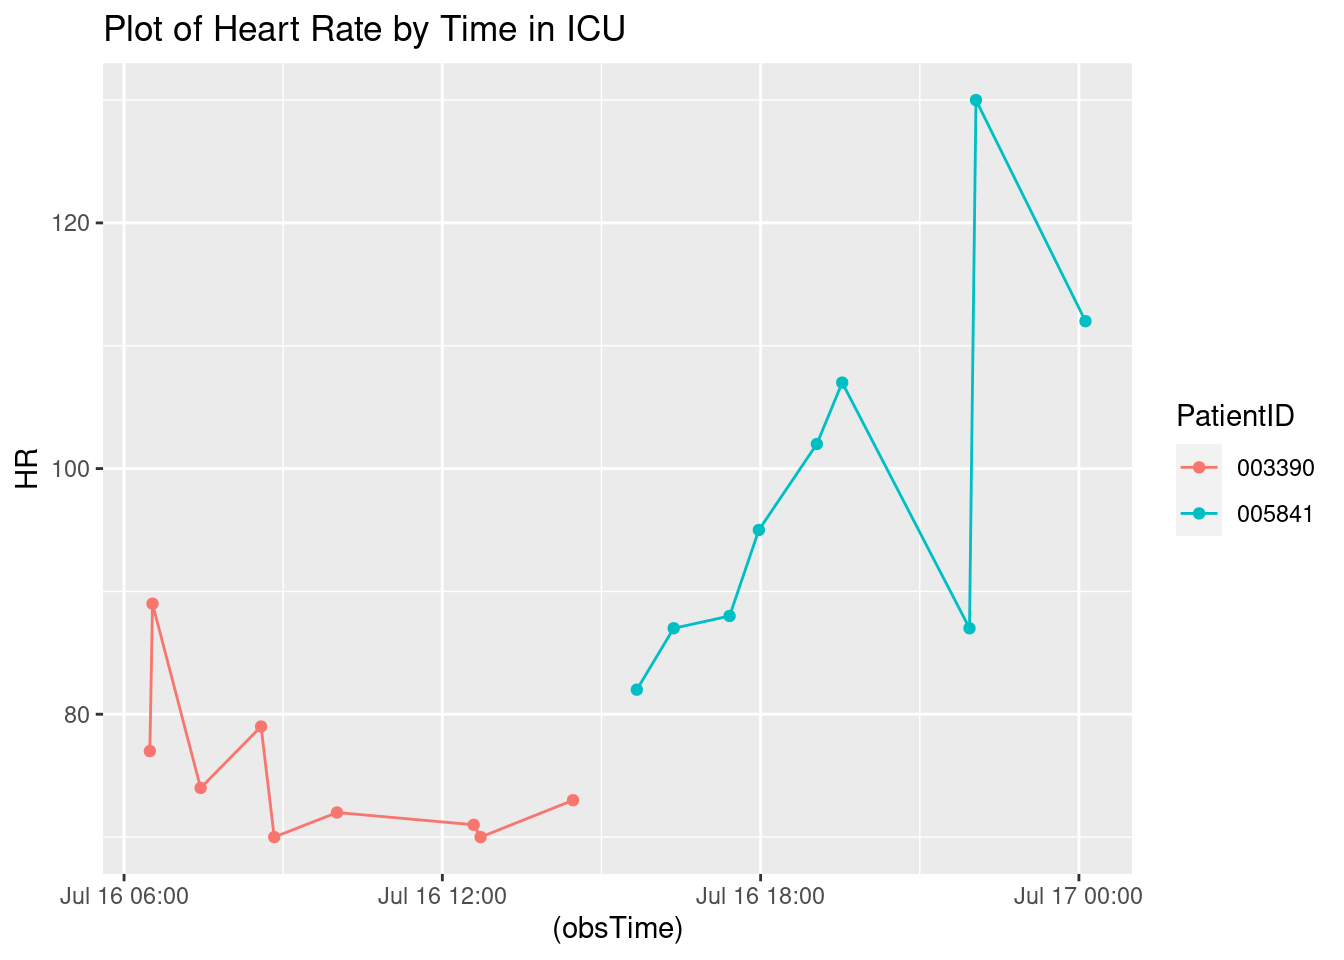 Plot of Heart Rate by Time in ICU
120
100
80
HR
Jul 16 06:00
Jul 16 12:00
Jul 16 18:00
Jul 17 00:00
(obsTime)
PatientID
003390
005841